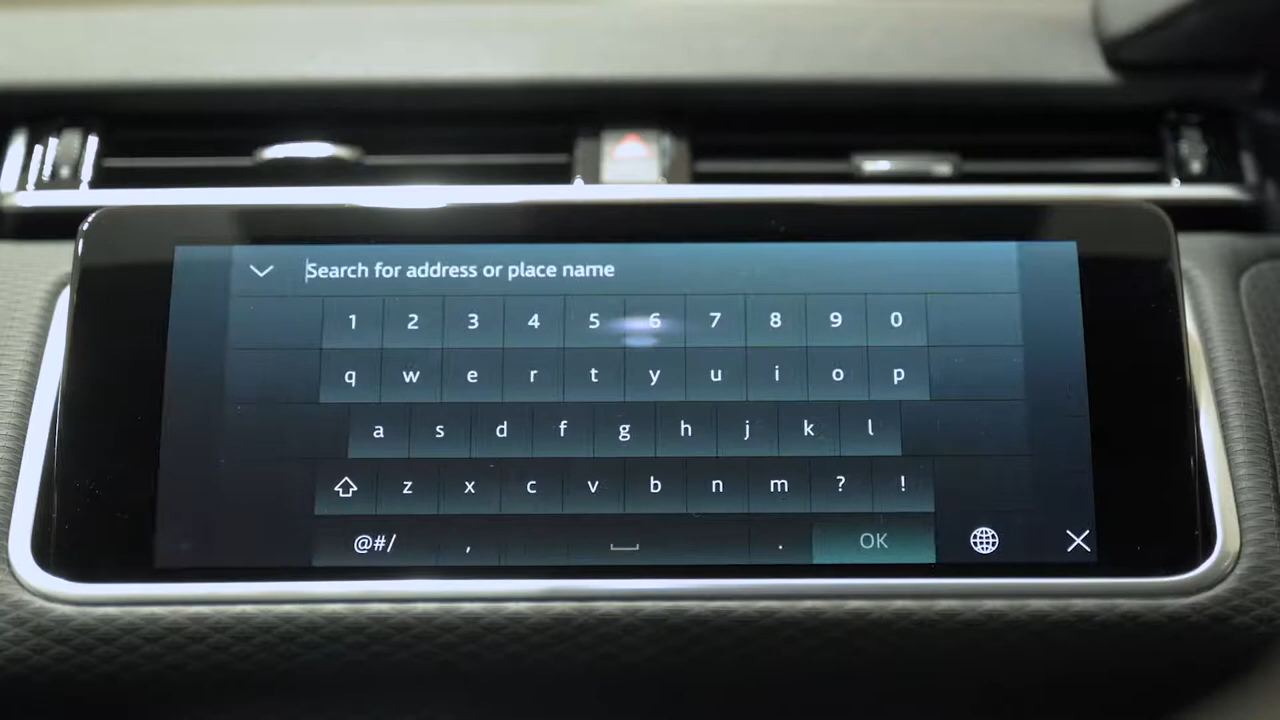 Search for address or place name
1 2 3 4 5 6 7 8 9 0
q w e r t y u i o p
a s d f g h j k l
z x c v b n m ? !
@#/ , . OK